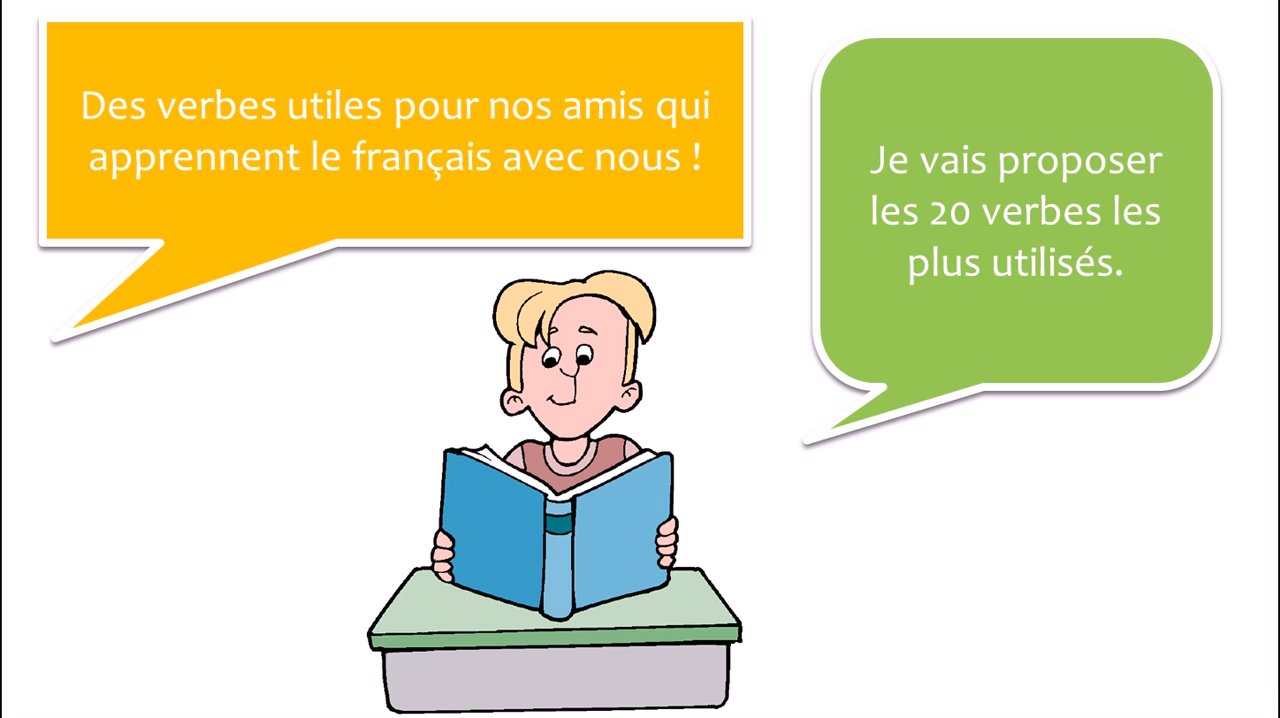 Des verbes utiles pour nos amis qui
apprennent le français avec nous !
Je vais proposer
les 20 verbes les
plus utilisés.